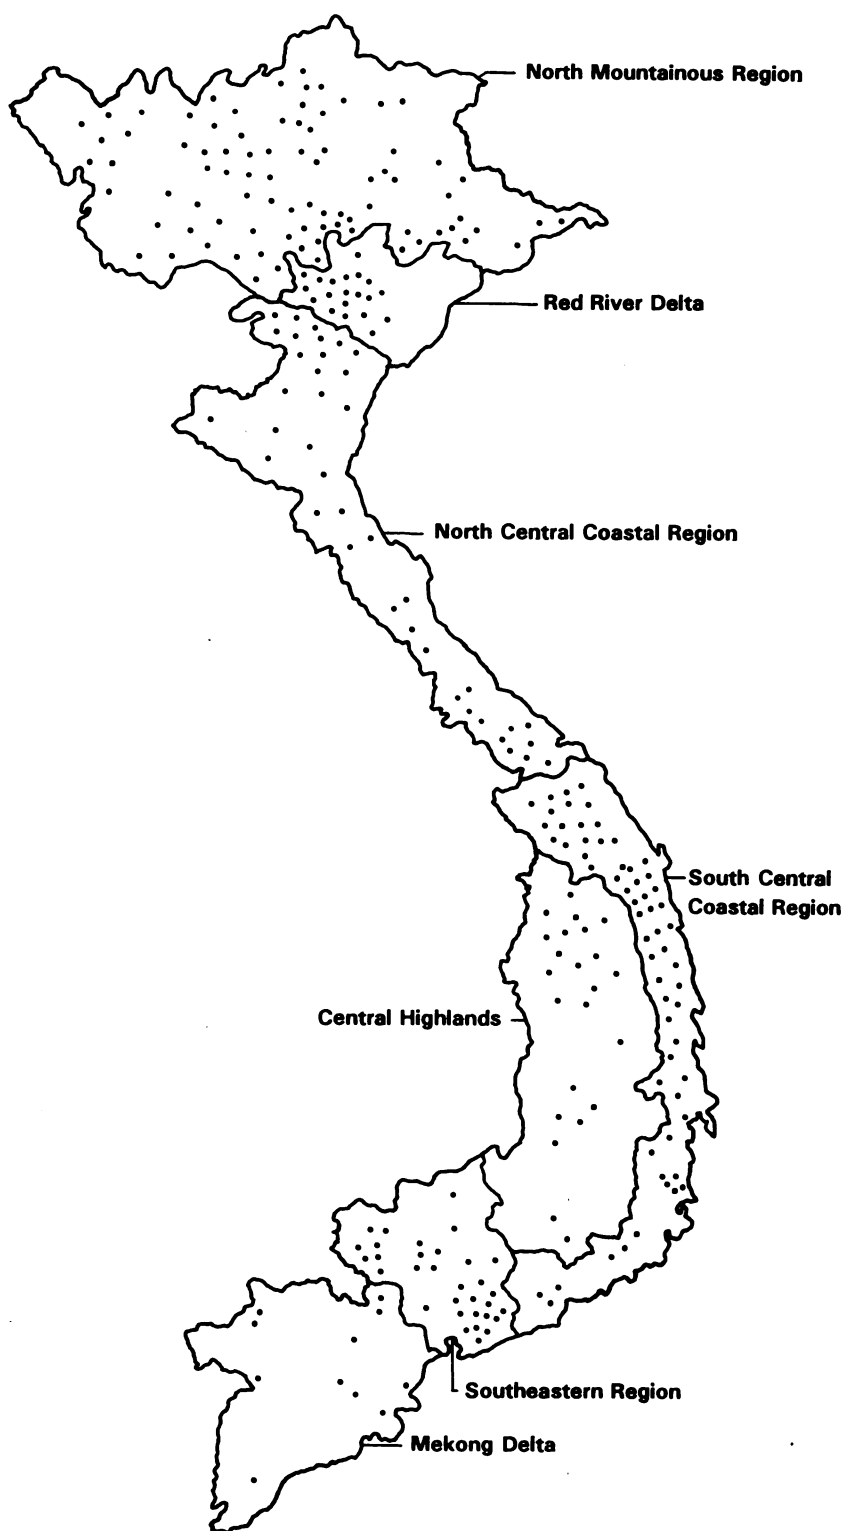 North Mountainous Region
Red River Delta
North Central Coastal Region
South Central
Coastal Region
Central Highlands
Southeastern Region
Mekong Delta